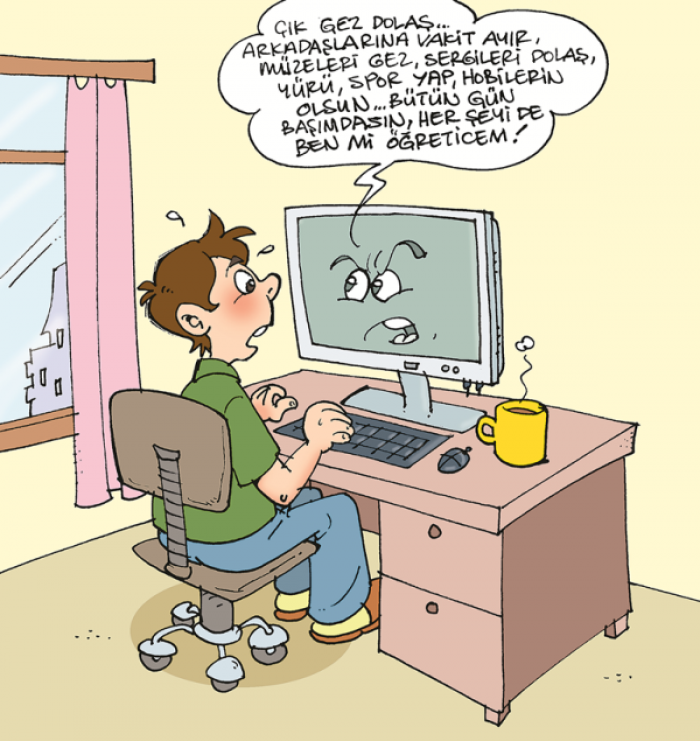 ÇIK GEZ DOLAŞ...
ARKADAŞLARINA VAKİT AYIR,
MÜZELERİ GEZ, SERGİLERİ DOLAŞ,
YÜRÜ, SPOR YAP, HOBİLERİN
OLSUN... BÜTÜN GÜN
BAŞIMDASIN, HER ŞEYİ DE
BEN Mİ ÖĞRETİCEM!